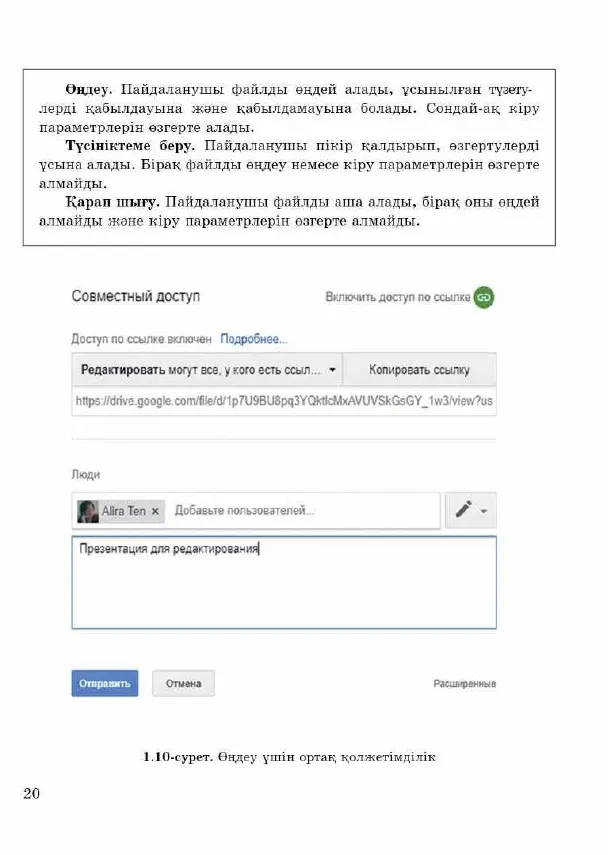 Өңдеу. Пайдаланушы файлды өңдей алады, ұсынылған түзету-
лерді қабылдауына және қабылдамауына болады. Сондай-ақ кіру
параметрлерін өзгерте алады.
Түсініктеме беру. Пайдаланушы пікір қалдырып, өзгертулерді
ұсына алады. Бірақ файлды өңдеу немесе кіру параметрлерін өзгерте
алмайды.
Қарап шығу. Пайдаланушы файлды аша алады, бірақ оны өңдей
алмайды және кіру параметрлерін өзгерте алмайды.
Совместный доступ Включить доступ по ссылке
Доступ по ссылке включен Подробнее...
Редактировать могут все, у кого есть ссыл... Копировать ссылку
https://drive.google.com/file/d/1p7U9BU8pq3YQktlcMxAVUVSkGsGY_1w3/view?us
Люди
Alira Ten × Добавьте пользователей...
Презентация для редактирования
Отправить Отмена Расширенные
1.10-сурет. Өңдеу үшін ортақ қолжетімділік
20